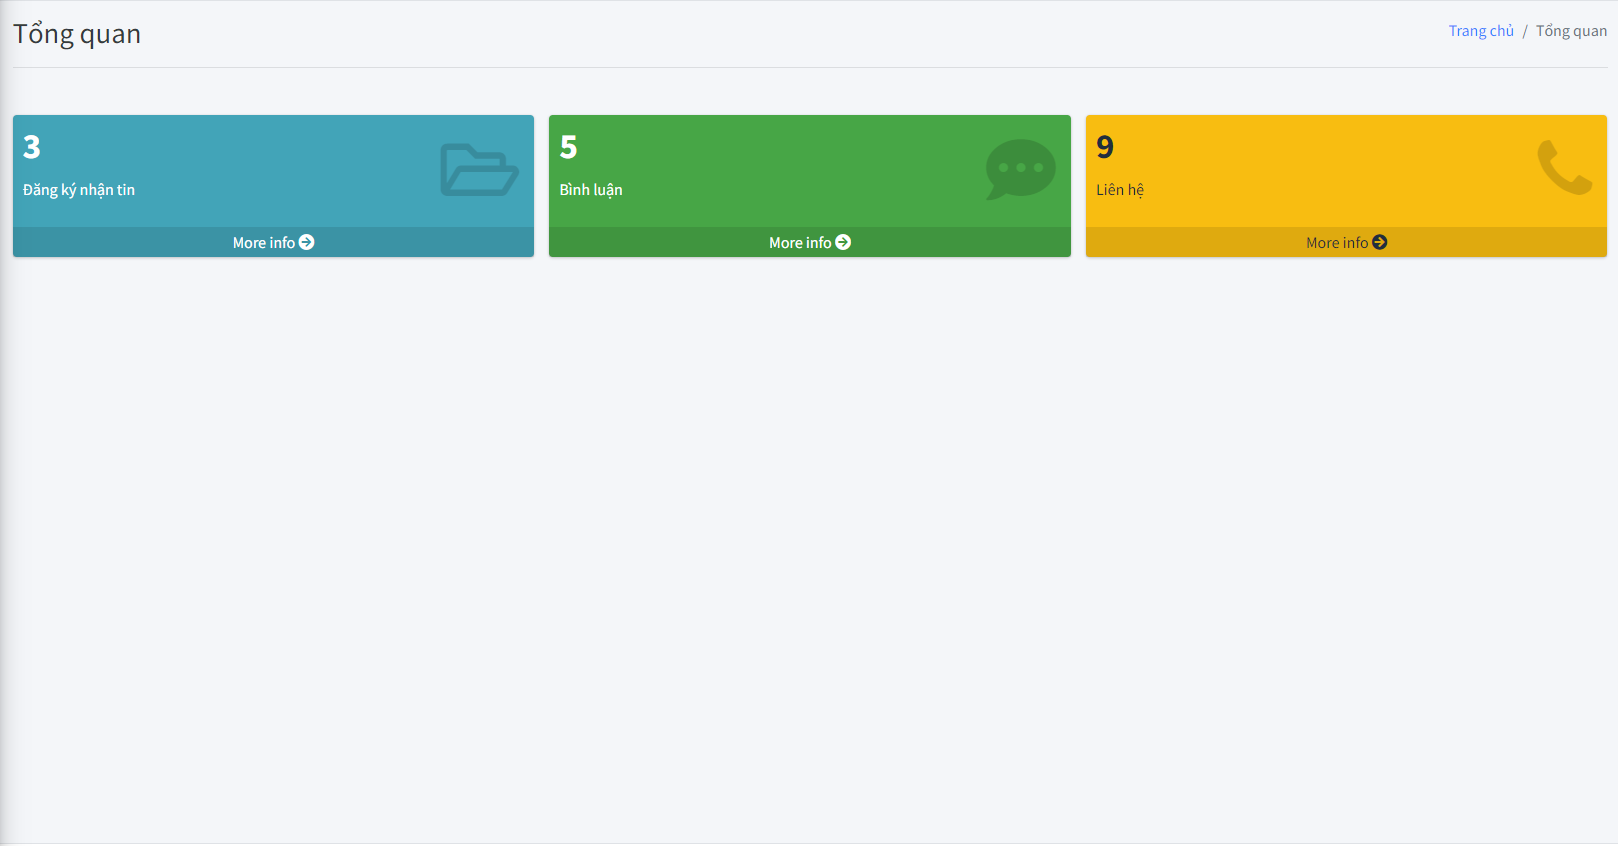 Tổng quan
Trang chủ / Tổng quan
3
Đăng ký nhận tin
More info
5
Bình luận
More info
9
Liên hệ
More info